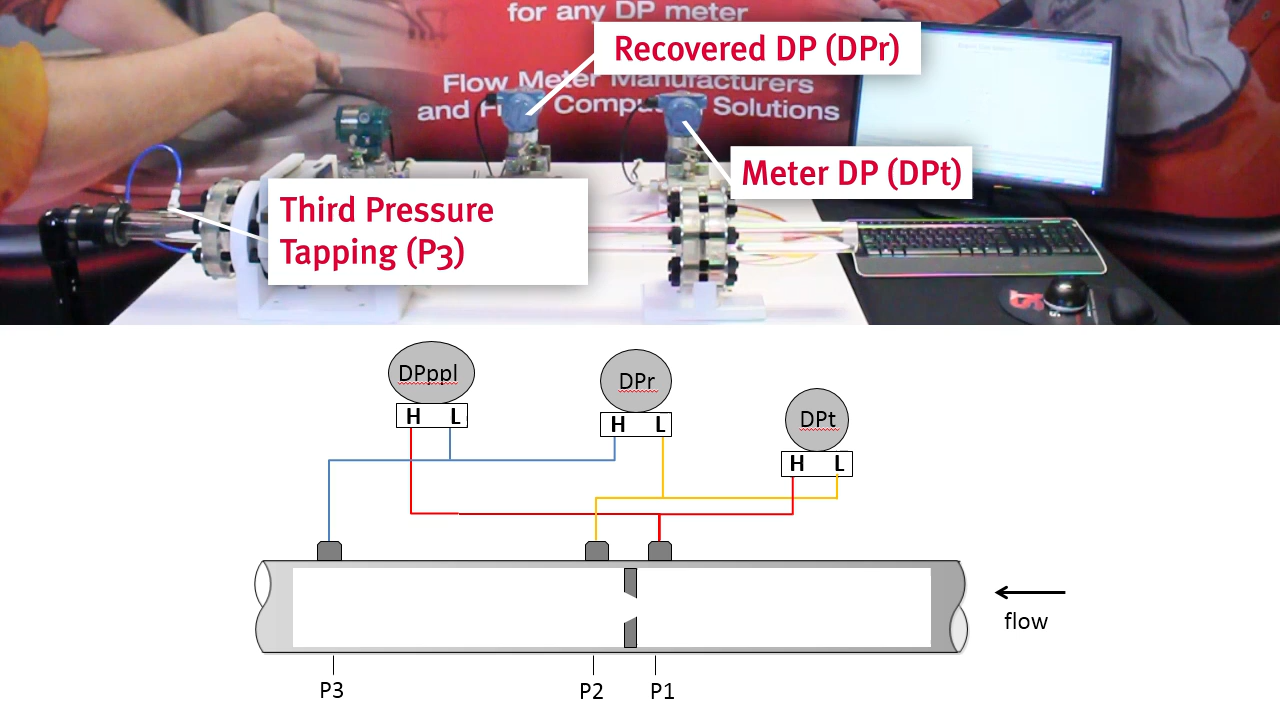 for any DP meter
Recovered DP (DPr)
Flow Meter Manufacturers
and Computer Solutions
Meter DP (DPt)
Third Pressure
Tapping (P3)
DPppl
H L
DPr
H L
DPt
H L
flow
P3
P2
P1